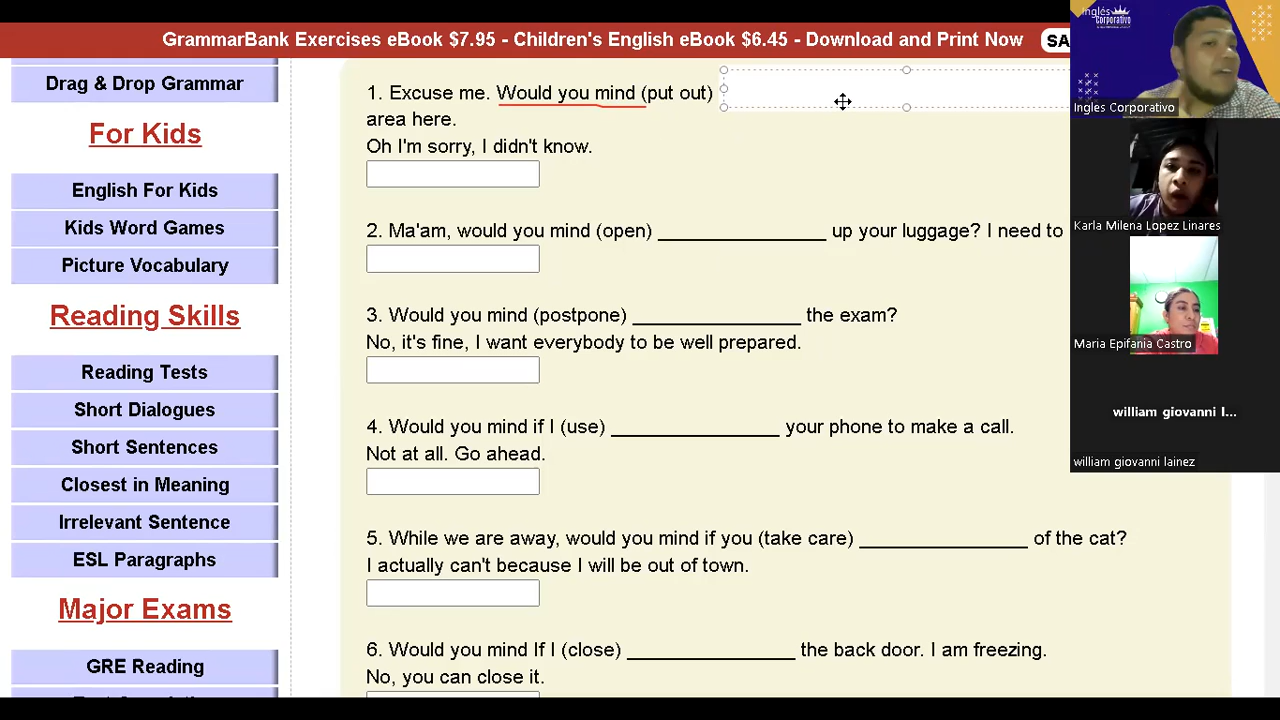 GrammarBank Exercises eBook $7.95 - Children's English eBook $6.45 - Download and Print Now
Drag & Drop Grammar
For Kids
English For Kids
Kids Word Games
Picture Vocabulary
Reading Skills
Reading Tests
Short Dialogues
Short Sentences
Closest in Meaning
Irrelevant Sentence
ESL Paragraphs
Major Exams
GRE Reading
1. Excuse me. Would you mind (put out)
area here.
Oh I'm sorry, I didn't know.
2. Ma'am, would you mind (open) _______________ up your luggage? I need to
3. Would you mind (postpone) _______________ the exam?
No, it's fine, I want everybody to be well prepared.
4. Would you mind if I (use) _______________ your phone to make a call.
Not at all. Go ahead.
5. While we are away, would you mind if you (take care) _______________ of the cat?
I actually can't because I will be out of town.
6. Would you mind If I (close) _______________ the back door. I am freezing.
No, you can close it.
Inglés
Corporativo
Ingles Corporativo
Karla Milena Lopez Linares
Maria Epifania Castro
william giovanni l...
william giovanni lainez